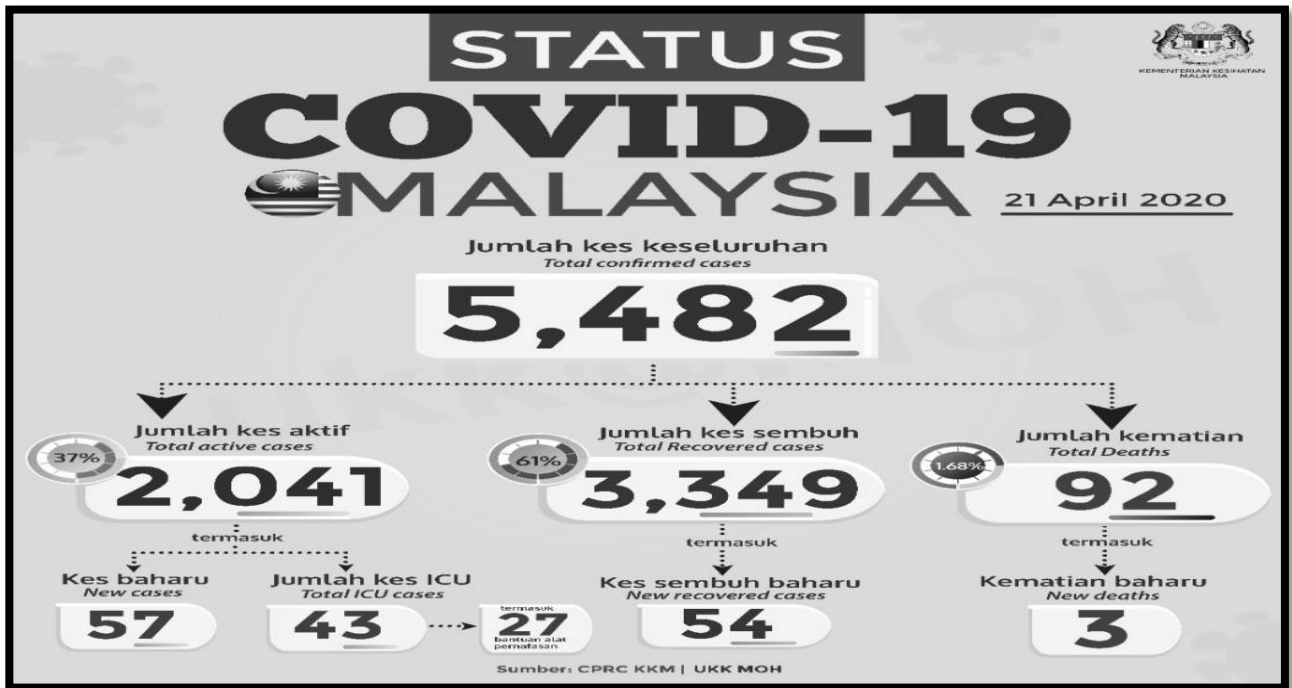 STATUS
KEMENTERIAN KESIHATAN
MALAYSIA
COVID-19
MALAYSIA
21 April 2020
Jumlah kes keseluruhan
Total confirmed cases
5,482
Jumlah kes aktif
Total active cases
37%
2,041
termasuk
Kes baharu
New cases
57
Jumlah kes ICU
Total ICU cases
43
termasuk
27
bantuan alat
pernafasan
Jumlah kes sembuh
Total Recovered cases
61%
3,349
termasuk
Kes sembuh baharu
New recovered cases
54
Jumlah kematian
Total Deaths
1.68%
92
termasuk
Kematian baharu
New deaths
3
Sumber: CPRC KKM | UKK MOH
UKK@MOH